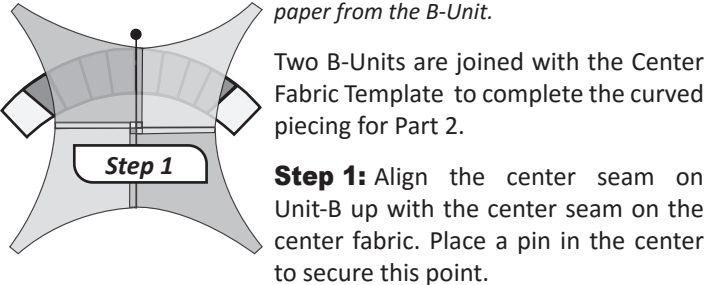 paper from the B-Unit.
Two B-Units are joined with the Center
Fabric Template to complete the curved
piecing for Part 2.
Step 1
Step 1: Align the center seam on
Unit-B up with the center seam on the
center fabric. Place a pin in the center
to secure this point.